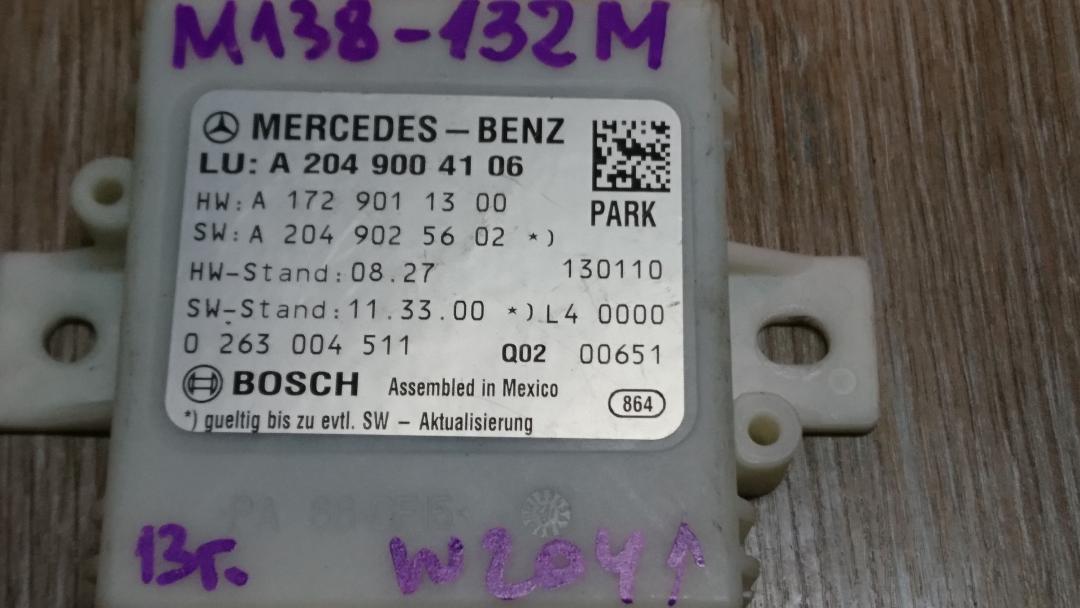 M138-132M
MERCEDES-BENZ
LU: A 204 900 41 06
HW: A 172 901 13 00
PARK
SW: A 204 902 56 02 *)
HW-Stand: 08.27 130110
SW-Stand: 11.33.00 *) L4 0000
0 263 004 511 Q02 00651
BOSCH Assembled in Mexico
864
*) gueltig bis zu evtl. SW - Aktualisierung
13г. W204↑